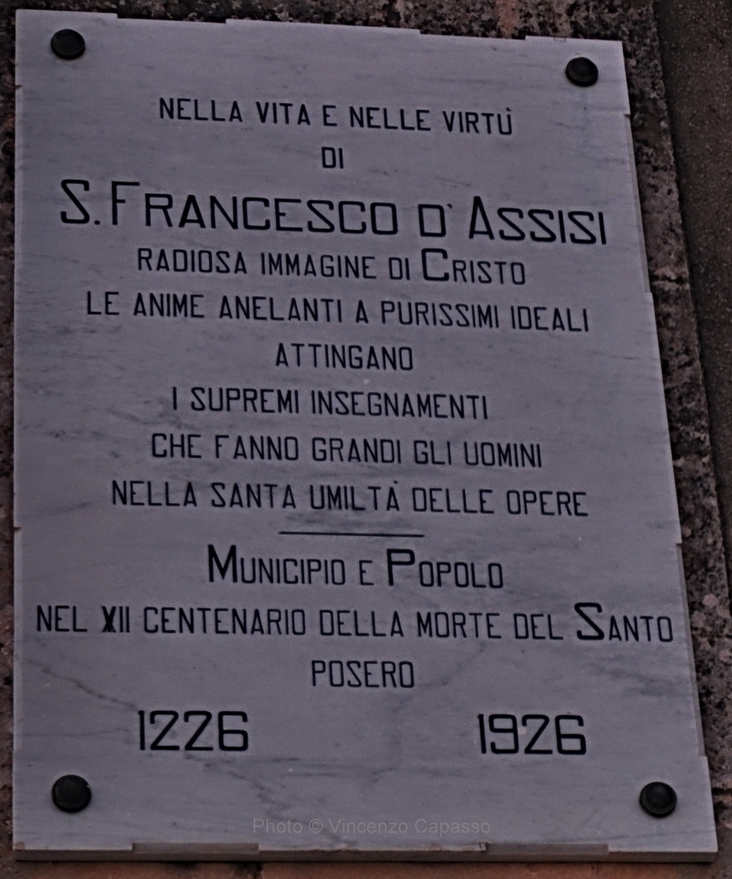 NELLA VITA E NELLE VIRTÙ
DI
S. FRANCESCO D'ASSISI
RADIOSA IMMAGINE DI CRISTO
LE ANIME ANELANTI A PURISSIMI IDEALI
ATTINGANO
I SUPREMI INSEGNAMENTI
CHE FANNO GRANDI GLI UOMINI
NELLA SANTA UMILTÀ DELLE OPERE
MUNICIPIO E POPOLO
NEL XII CENTENARIO DELLA MORTE DEL SANTO
POSERO
1226 1926
Photo © Vincenzo Capasso